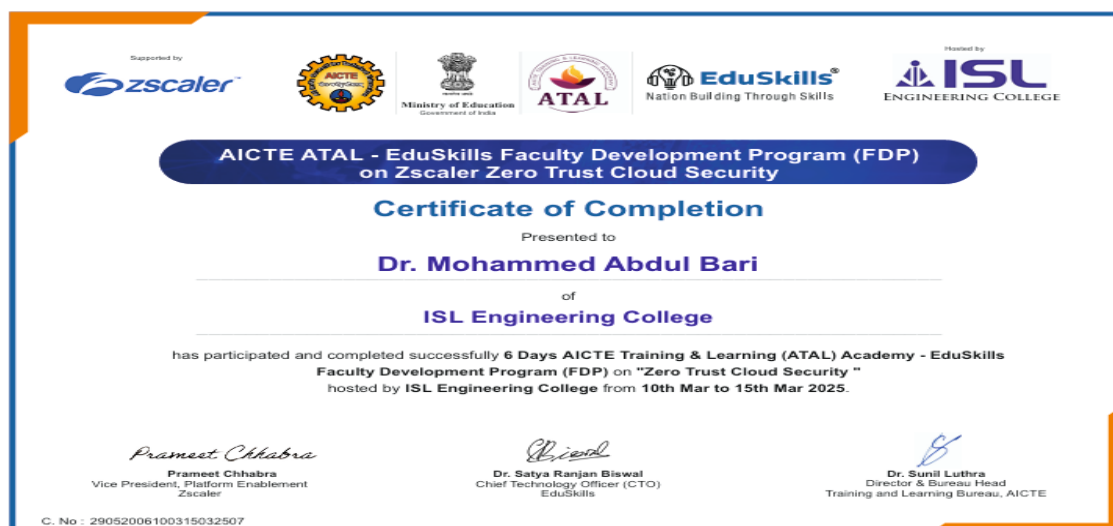 Supported by
zscaler™
AICTE
Ministry of Education
Government of India
AICTE TRAINING & LEARNING ACADEMY
ATAL
EduSkills®
Nation Building Through Skills
Hosted by
ISL
ENGINEERING COLLEGE
AICTE ATAL - EduSkills Faculty Development Program (FDP)
on Zscaler Zero Trust Cloud Security
Certificate of Completion
Presented to
Dr. Mohammed Abdul Bari
of
ISL Engineering College
has participated and completed successfully 6 Days AICTE Training & Learning (ATAL) Academy - EduSkills
Faculty Development Program (FDP) on "Zero Trust Cloud Security "
hosted by ISL Engineering College from 10th Mar to 15th Mar 2025.
Prameet Chhabra
Prameet Chhabra
Vice President, Platform Enablement
Zscaler
Dr. Satya Ranjan Biswal
Chief Technology Officer (CTO)
EduSkills
Dr. Sunil Luthra
Director & Bureau Head
Training and Learning Bureau, AICTE
C. No : 29052006100315032507